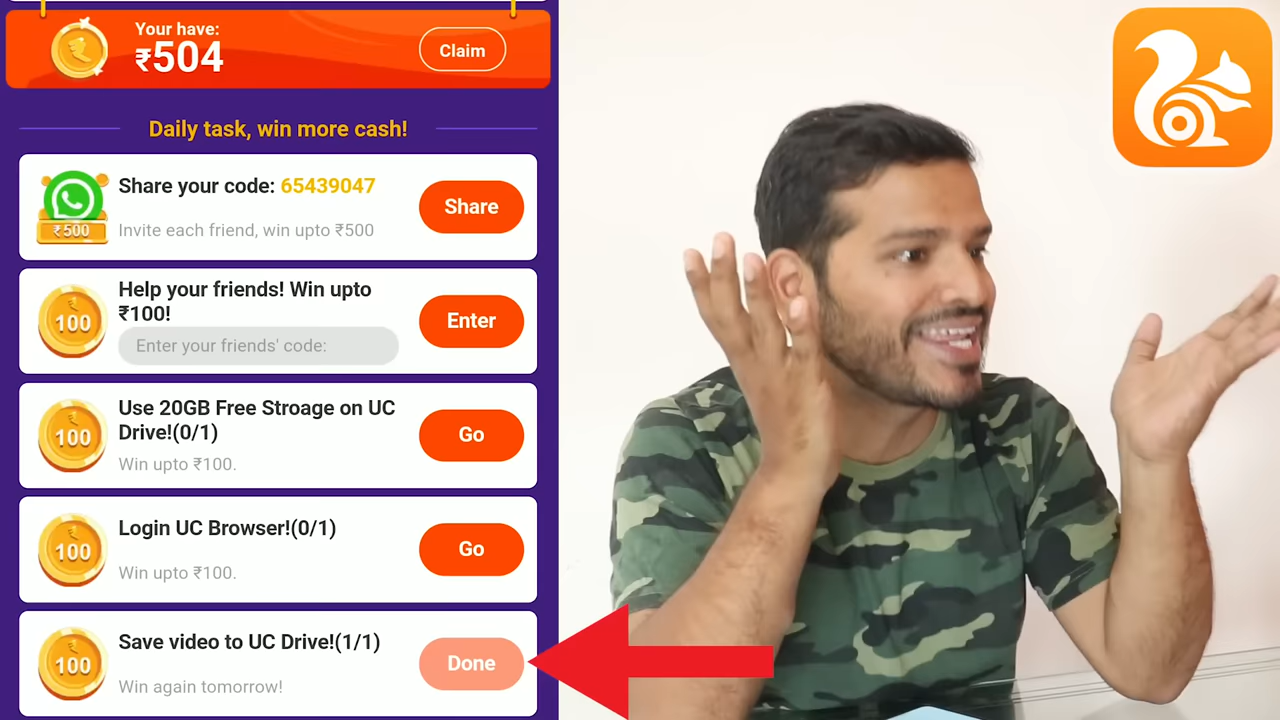 Your have:
₹504
Claim
Daily task, win more cash!
Share your code: 65439047
Share
₹500
Invite each friend, win upto ₹500
Help your friends! Win upto
₹100!
100
Enter
Enter your friends' code:
Use 20GB Free Stroage on UC
Drive!(0/1)
100
Go
Win upto ₹100.
Login UC Browser!(0/1)
100
Go
Win upto ₹100.
Save video to UC Drive!(1/1)
100
Done
Win again tomorrow!